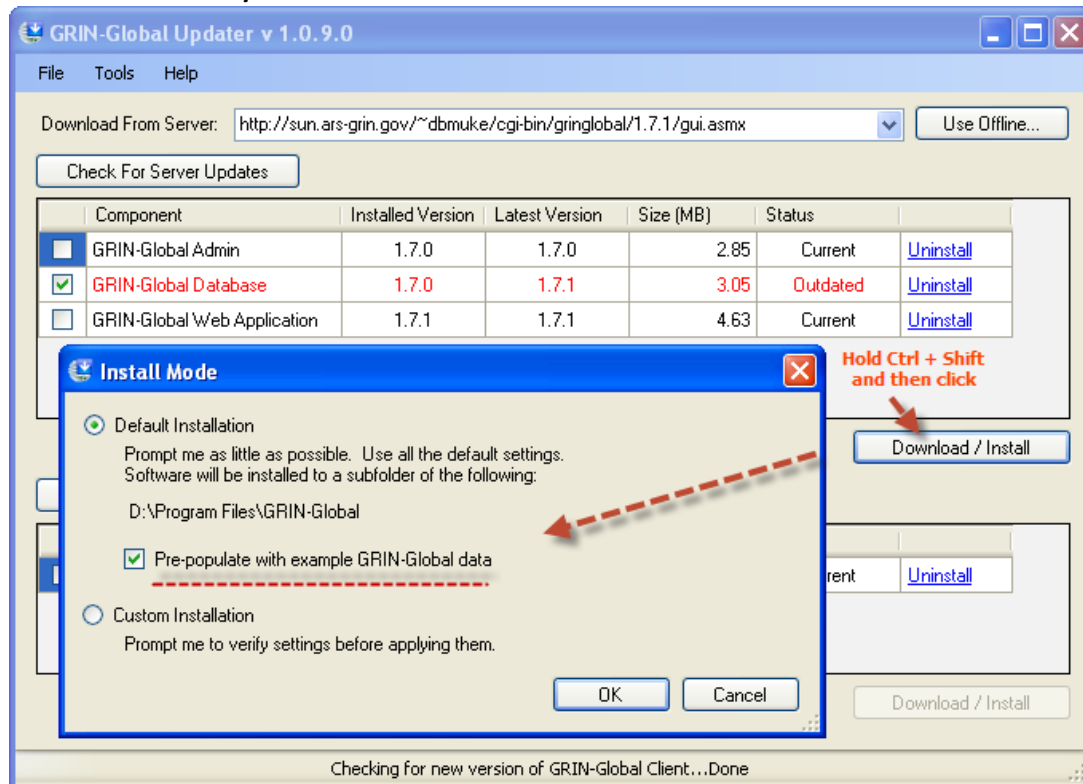 GRIN-Global Updater v 1.0.9.0
File Tools Help
Download From Server: http://sun.ars-grin.gov/~dbmuke/cgi-bin/gringlobal/1.7.1/gui.asmx Use Offline...
Check For Server Updates
Component Installed Version Latest Version Size (MB) Status
GRIN-Global Admin 1.7.0 1.7.0 2.85 Current Uninstall
GRIN-Global Database 1.7.0 1.7.1 3.05 Outdated Uninstall
GRIN-Global Web Application 1.7.1 1.7.1 4.63 Current Uninstall
Hold Ctrl + Shift
and then click
Download / Install
Install Mode
Default Installation
Prompt me as little as possible. Use all the default settings.
Software will be installed to a subfolder of the following:
D:\Program Files\GRIN-Global
Pre-populate with example GRIN-Global data
rent Uninstall
Custom Installation
Prompt me to verify settings before applying them.
OK Cancel
Download / Install
Checking for new version of GRIN-Global Client...Done